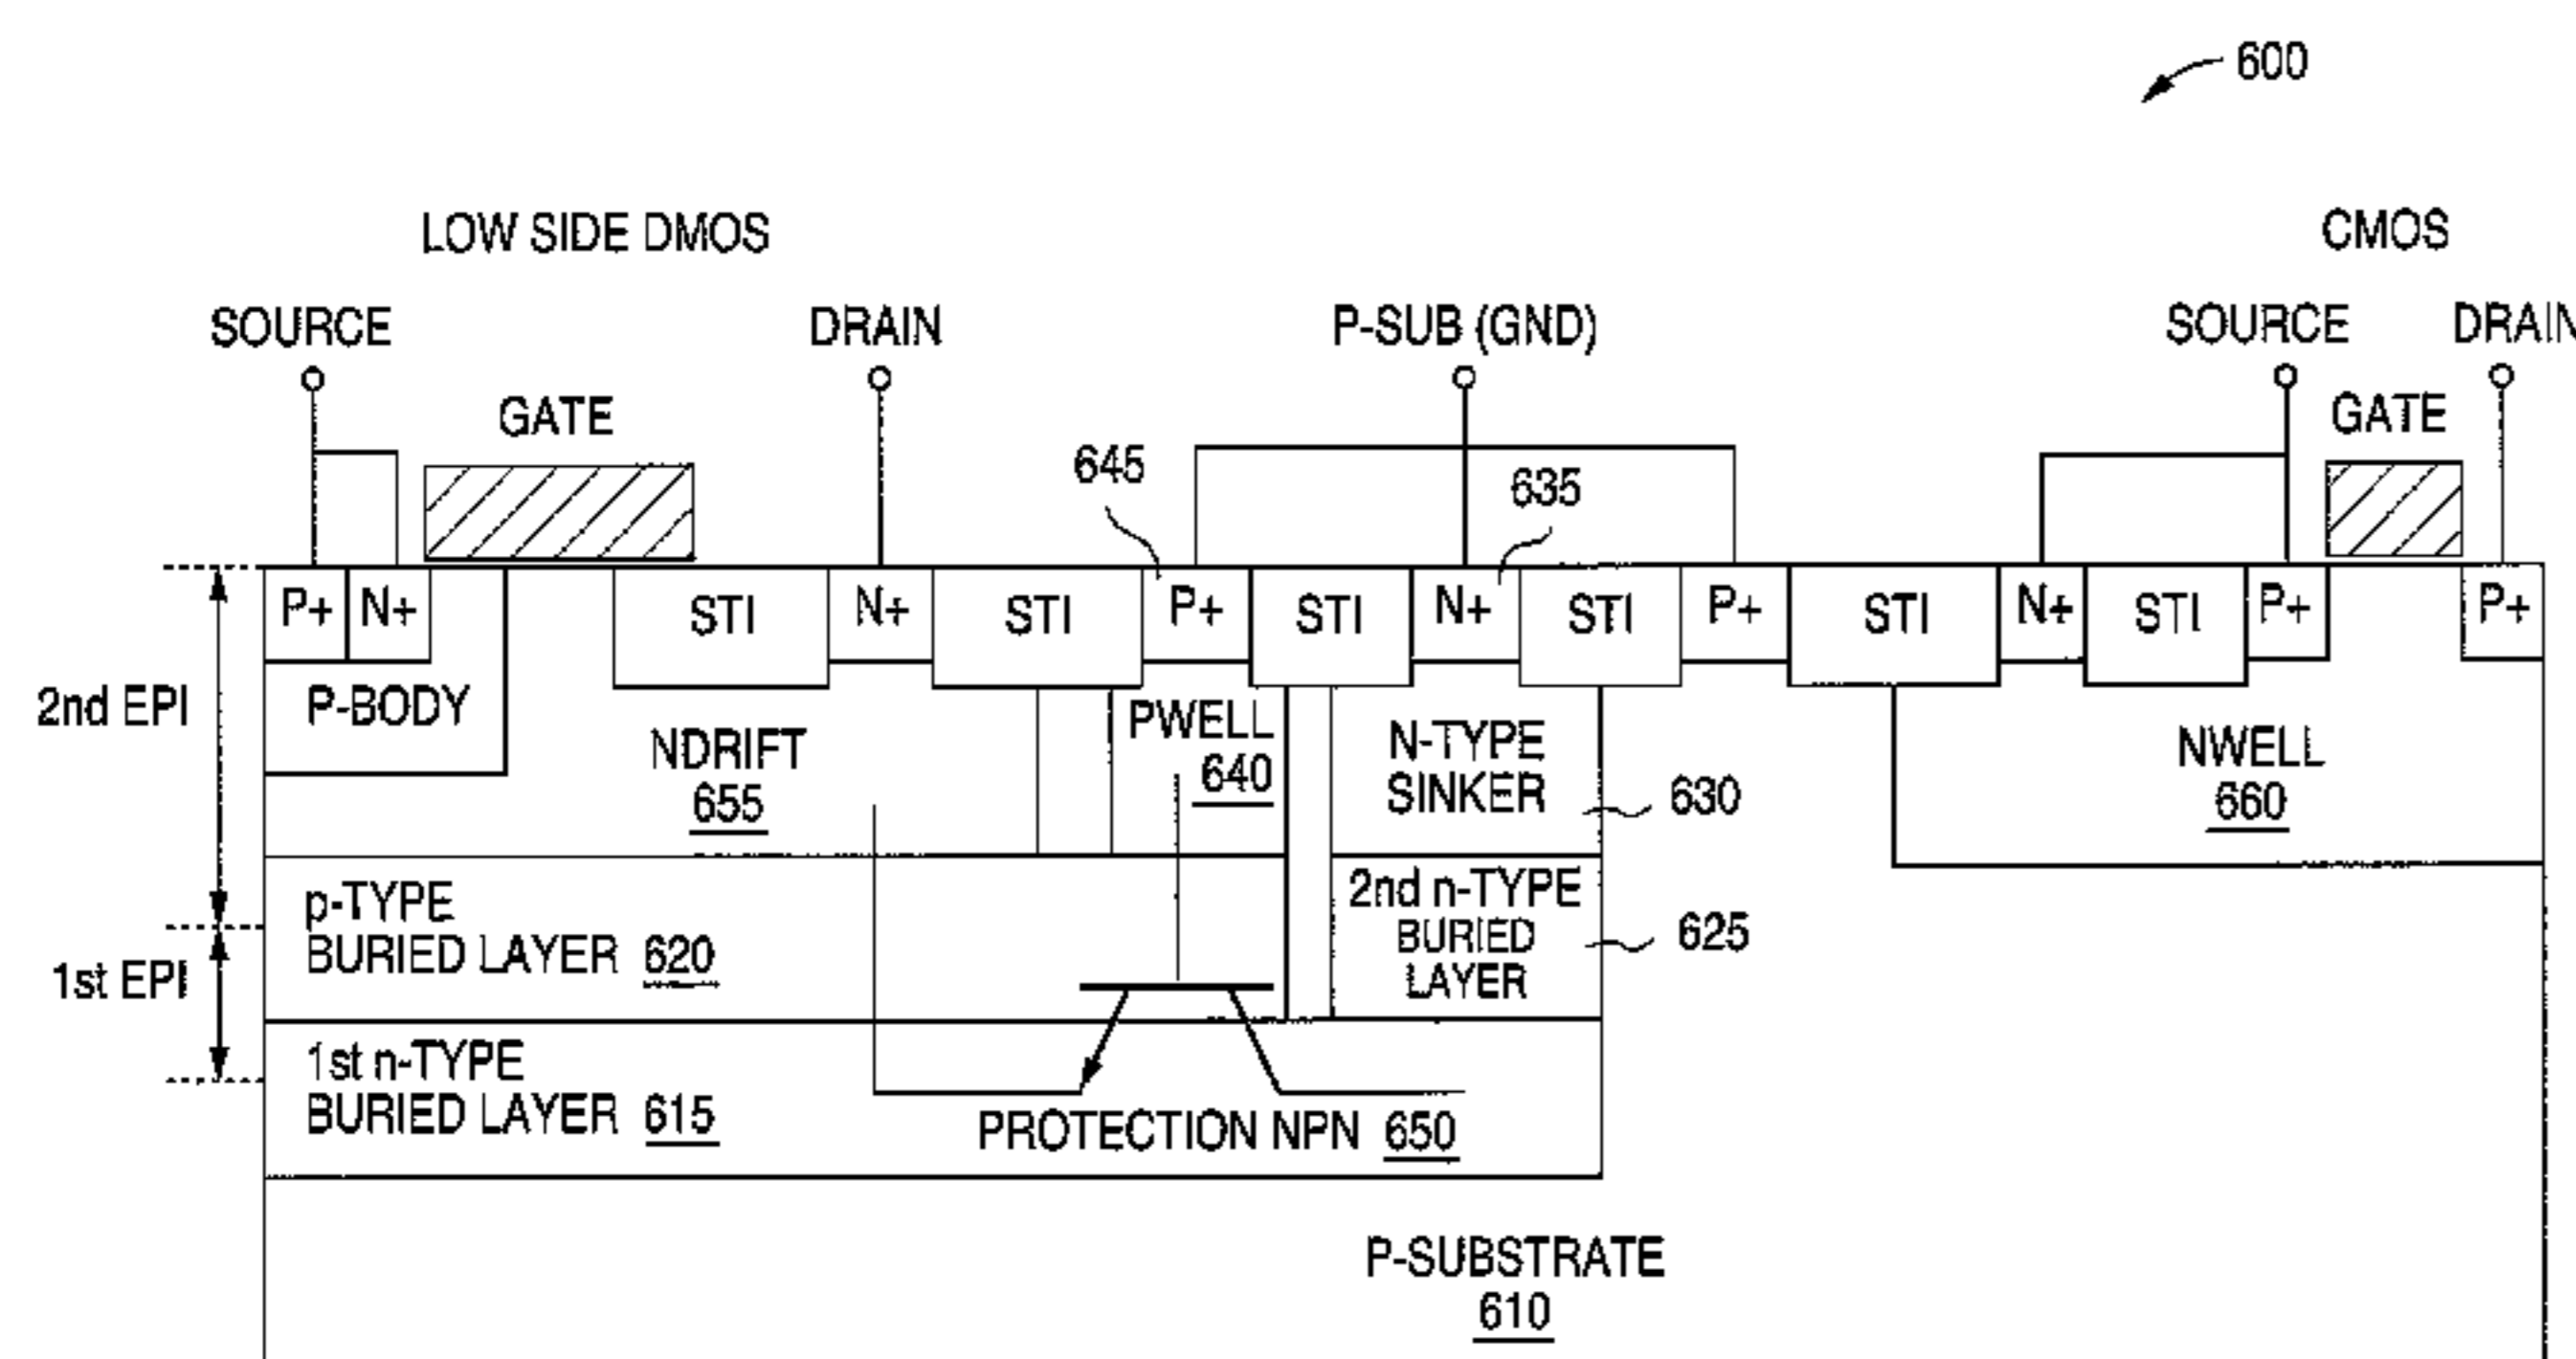 600
LOW SIDE DMOS
CMOS
SOURCE
DRAIN
P-SUB (GND)
SOURCE
DRAIN
GATE
GATE
645
635
P+
N+
STI
N+
STI
P+
STI
N+
STI
P+
STI
N+
STI
P+
P+
2nd EPI
P-BODY
NDRIFT
655
PWELL
640
N-TYPE
SINKER
630
NWELL
660
p-TYPE
BURIED LAYER 620
2nd n-TYPE
BURIED
LAYER
625
1st EPI
1st n-TYPE
BURIED LAYER 615
PROTECTION NPN 650
P-SUBSTRATE
610